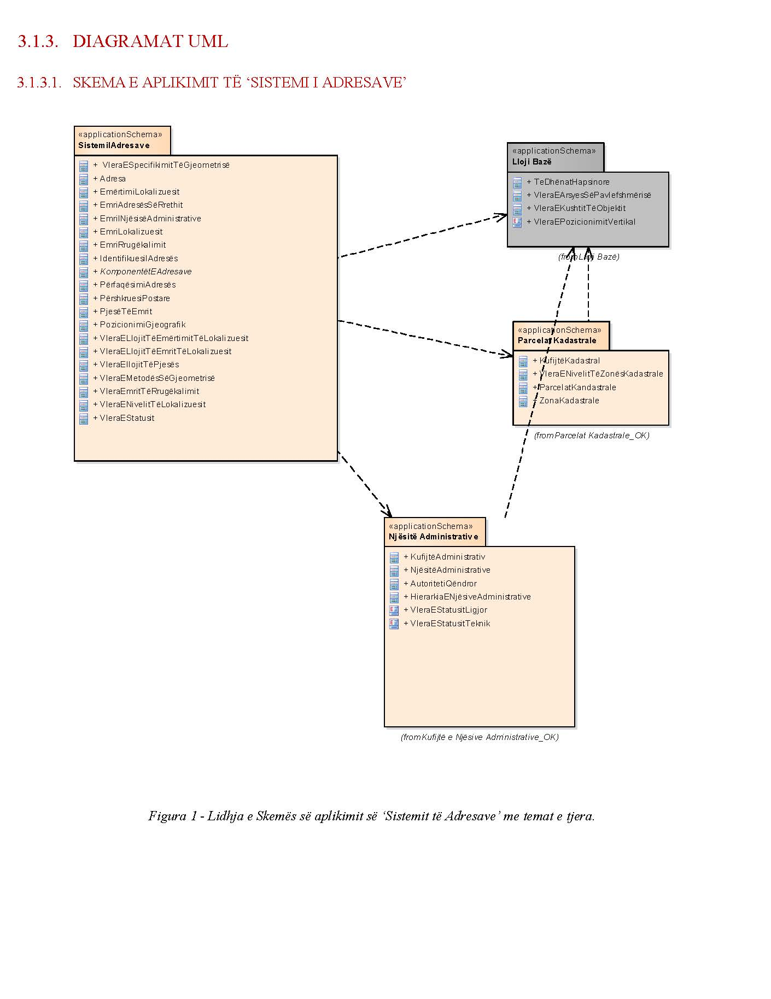 3.1.3. DIAGRAMAT UML
3.1.3.1. SKEMA E APLIKIMIT TË ‘SISTEMI I ADRESAVE’
«applicationSchema»
SistemiIAdresave
+ VleraESpecifikimitTëGjeometrisë
+ Adresa
+ EmërtimiLokalizuesit
+ EmriAdresësSëRrethit
+ EmriINjësisëAdministrative
+ EmriLokalizuesit
+ EmriRrugëkalimit
+ IdentifikuesiIAdresës
+ KomponentëtEAdresave
+ PërfaqësimiAdresës
+ PërshkruesiPostare
+ PjesëTëEmrit
+ PozicionimiGjeografik
+ VleraELlojitTëEmërtimitTëLokalizuesit
+ VleraELlojitTëEmritTëLokalizuesit
+ VleraEllojitTëPjesës
+ VleraEMetodësSëGjeometrisë
+ VleraEmritTëRrugëkalimit
+ VleraENivelitTëLokalizuesit
+ VleraEStatusit
«applicationSchema»
Lloji Bazë
+ TeDhënatHapsinore
+ VleraEArsyesSëPavlefshmërisë
+ VleraEKushtitTëObjektit
+ VleraEPozicionimitVertikal
(from Lloji Bazë)
«applicationSchema»
Parcelat Kadastrale
+ KufijtëKadastral
+ VleraENivelitTëZonësKadastrale
+ ParcelatKandastrale
+ ZonaKadastrale
(from Parcelat Kadastrale_OK)
«applicationSchema»
Njësitë Administrative
+ KufijtëAdministrativ
+ NjësitëAdministrative
+ AutoritetiQëndror
+ HierarkiaENjësiveAdministrative
+ VleraEStatusitLigjor
+ VleraEStatusitTeknik
(from Kufijtë e Njësive Administrative_OK)
Figura 1 - Lidhja e Skemës së aplikimit së ‘Sistemit të Adresave’ me temat e tjera.